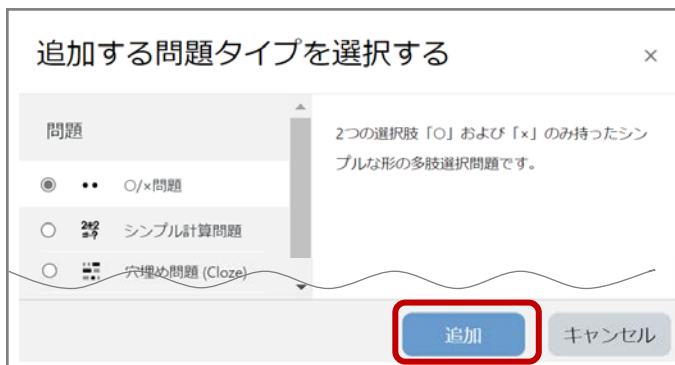 追加する問題タイプを選択する
×
問題
○/×問題
2+2
=?
シンプル計算問題
穴埋め問題 (Cloze)
2つの選択肢「○」および「×」のみ持ったシン
プルな形の多肢選択問題です。
追加
キャンセル